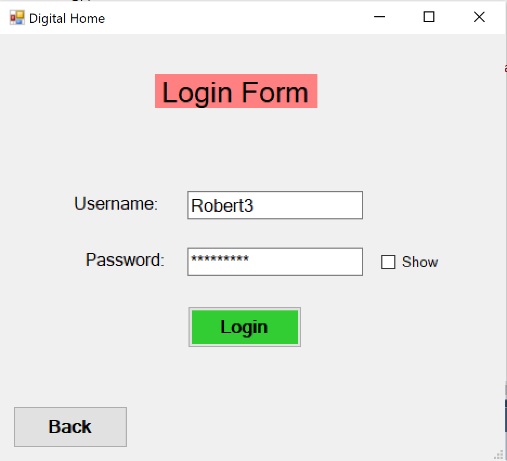 Digital Home
Login Form
Username: Robert3
Password: *********
Show
Login
Back